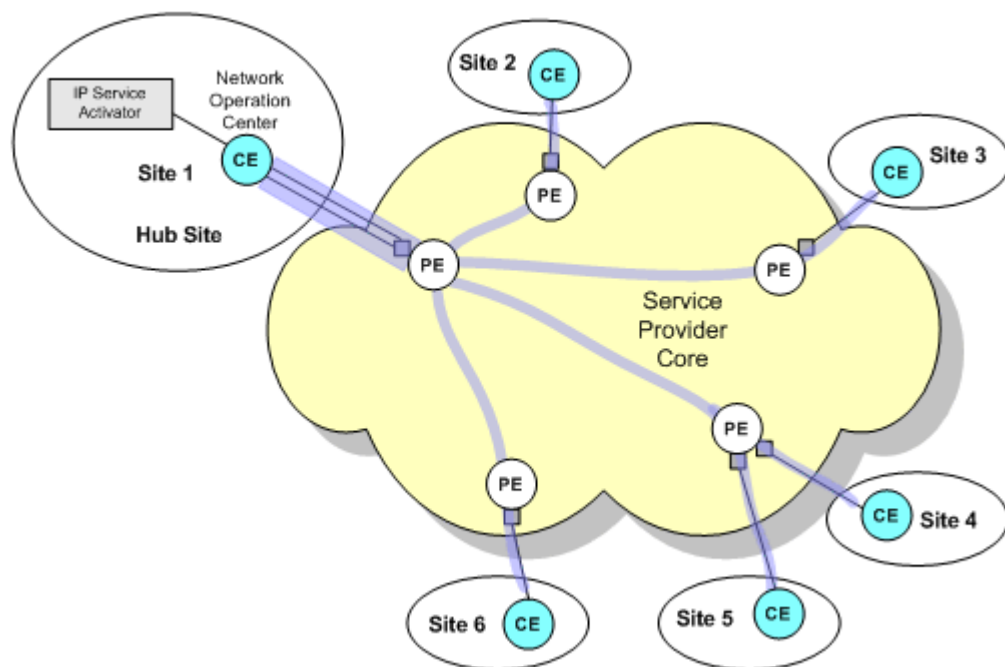 IP Service
Activator
Network
Operation
Center
CE
Site 1
Hub Site
Site 2
CE
Site 3
CE
PE
PE
PE
Service
Provider
Core
PE
PE
CE
Site 4
Site 6
CE
Site 5
CE